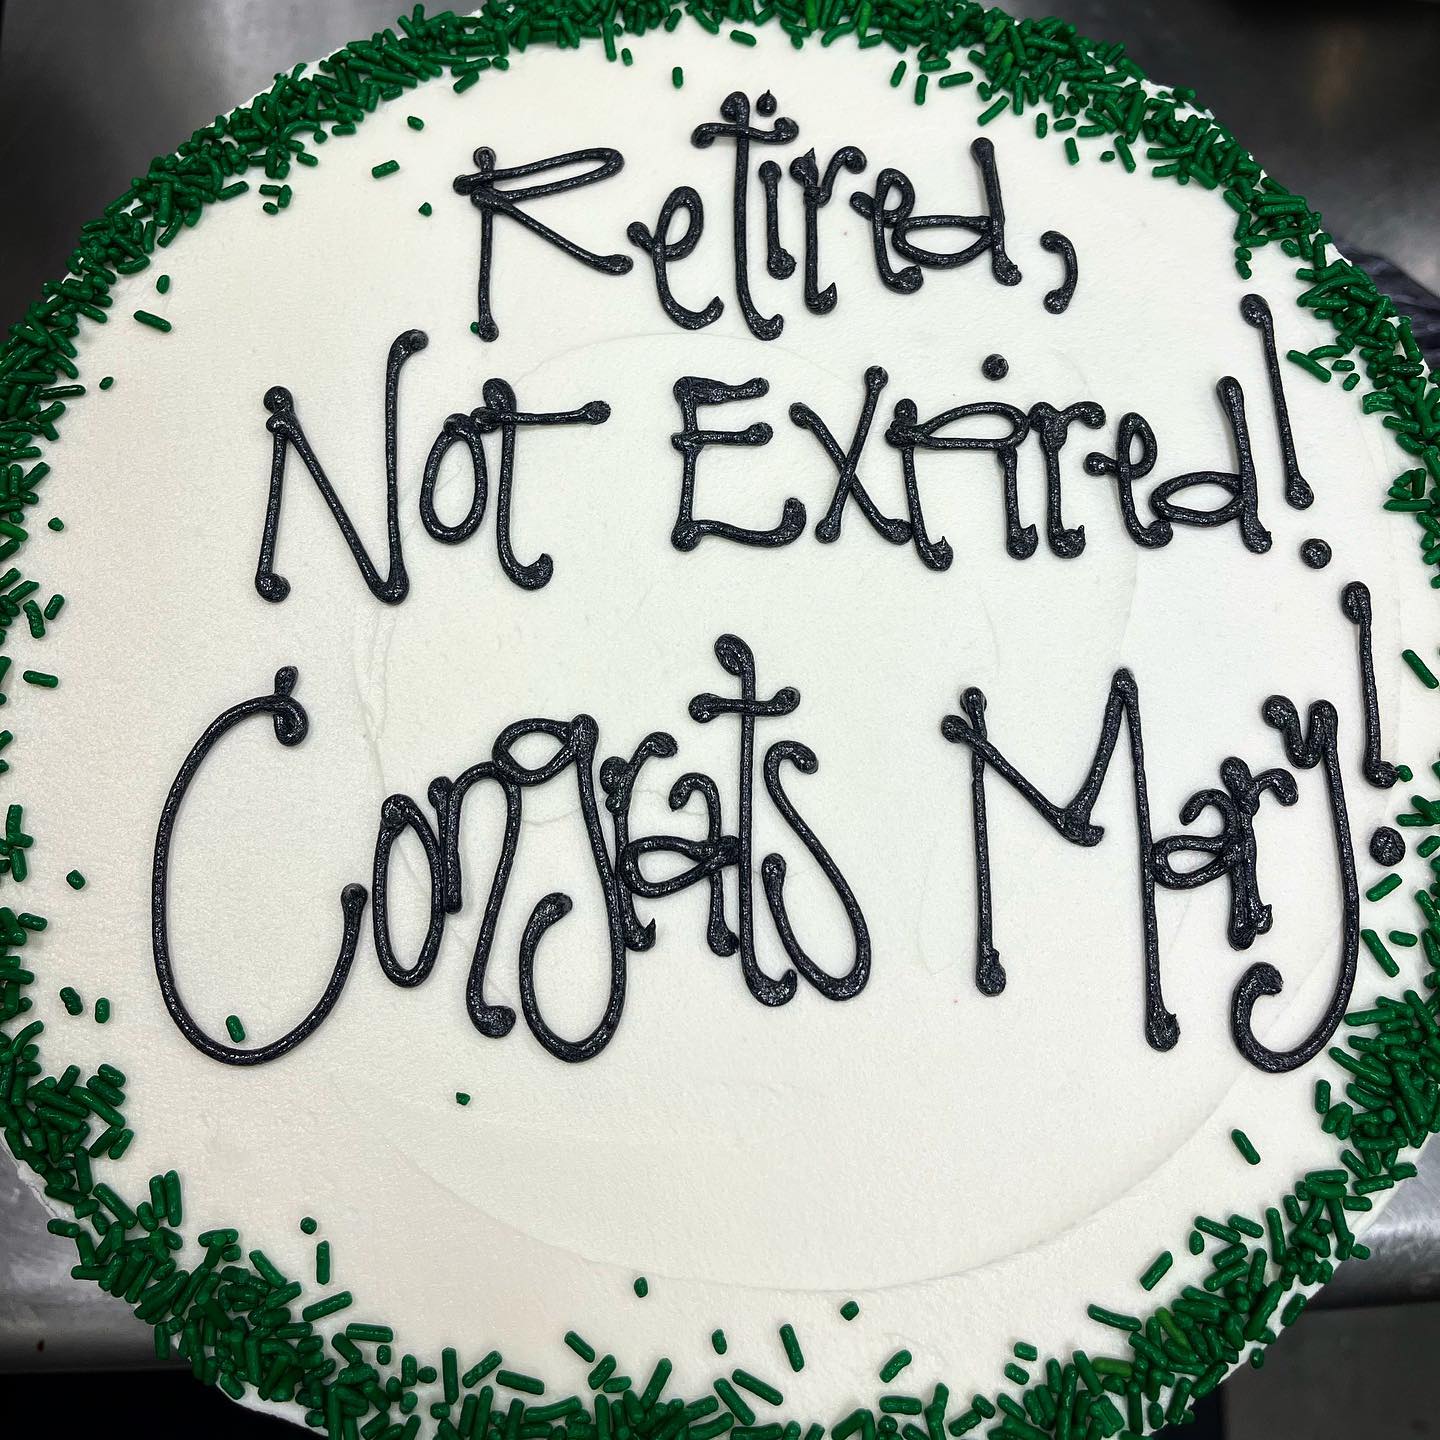 Retired,
Not Expired!
Congrats Mary!